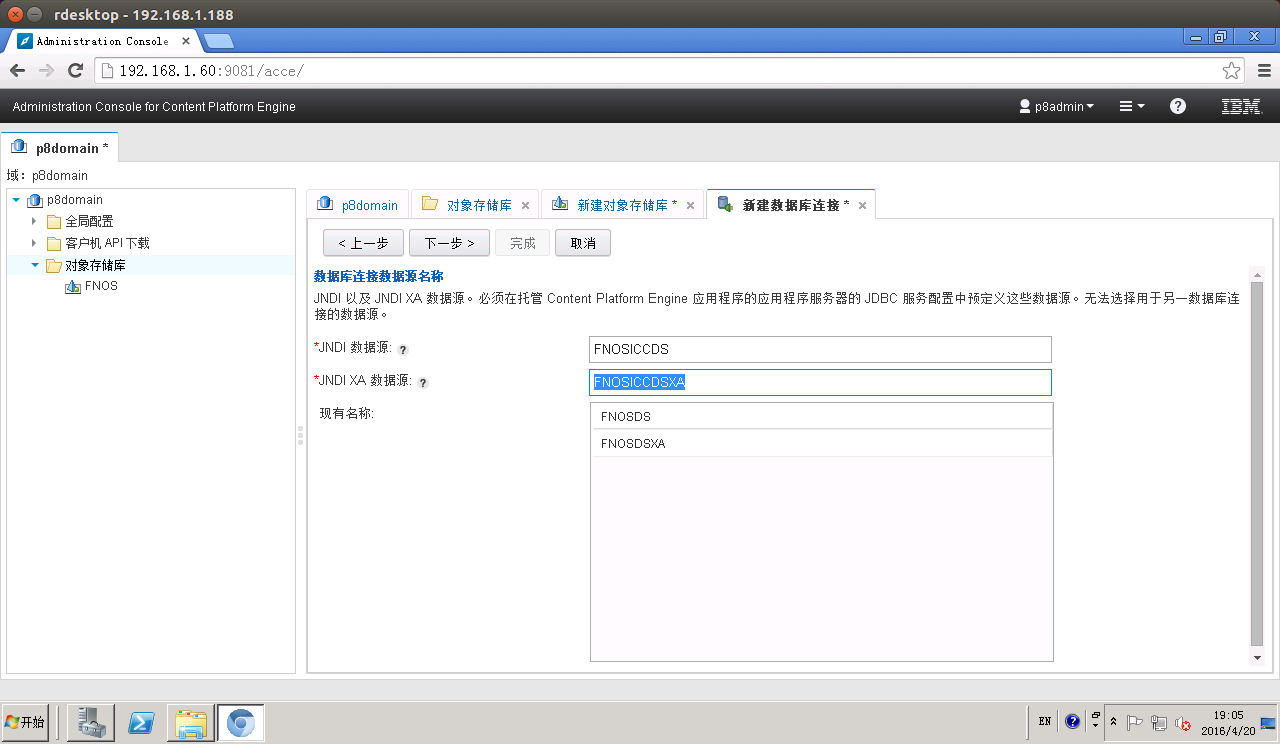 rdesktop - 192.168.1.188
Administration Console
192.168.1.60:9081/acce/
Administration Console for Content Platform Engine
p8admin
IBM.
p8domain *
域: p8domain
p8domain
全局配置
客户机 API 下载
对象存储库
FNOS
p8domain
对象存储库
新建对象存储库 *
新建数据库连接 *
< 上一步
下一步 >
完成
取消
数据库连接数据源名称
JNDI 以及 JNDI XA 数据源。必须在托管 Content Platform Engine 应用程序的应用程序服务器的 JDBC 服务配置中预定义这些数据源。无法选择用于另一数据库连
接的数据源。
*JNDI 数据源: ?
FNOSICCDS
*JNDI XA 数据源: ?
FNOSICCDSXA
现有名称:
FNOSDS
FNOSDSXA
开始
EN
19:05
2016/4/20